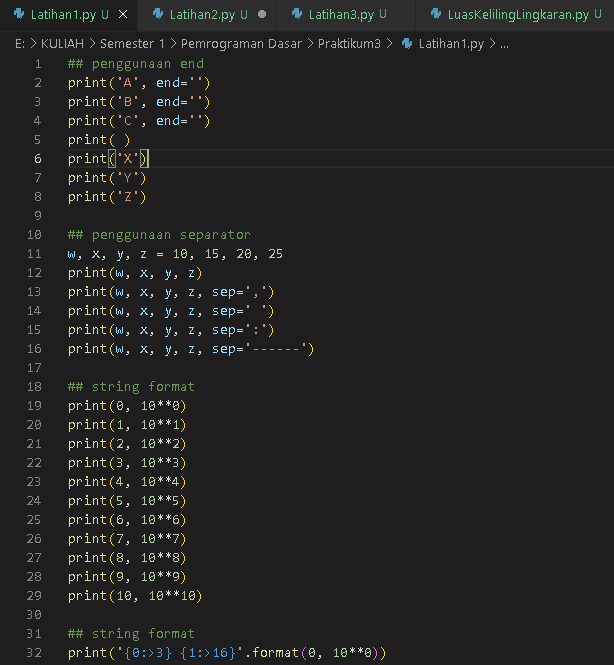 Latihan1.py U × Latihan2.py U ● Latihan3.py U LuasKelilingLingkaran.py U
E: > KULIAH > Semester 1 > Pemrograman Dasar > Praktikum3 > Latihan1.py > ...
1 ## penggunaan end
2 print('A', end='')
3 print('B', end='')
4 print('C', end='')
5 print( )
6 print('X')
7 print('Y')
8 print('Z')
9
10 ## penggunaan separator
11 w, x, y, z = 10, 15, 20, 25
12 print(w, x, y, z)
13 print(w, x, y, z, sep=',')
14 print(w, x, y, z, sep=' ')
15 print(w, x, y, z, sep=':')
16 print(w, x, y, z, sep='------')
17
18 ## string format
19 print(0, 10**0)
20 print(1, 10**1)
21 print(2, 10**2)
22 print(3, 10**3)
23 print(4, 10**4)
24 print(5, 10**5)
25 print(6, 10**6)
26 print(7, 10**7)
27 print(8, 10**8)
28 print(9, 10**9)
29 print(10, 10**10)
30
31 ## string format
32 print('{0:>3} {1:>16}'.format(0, 10**0))